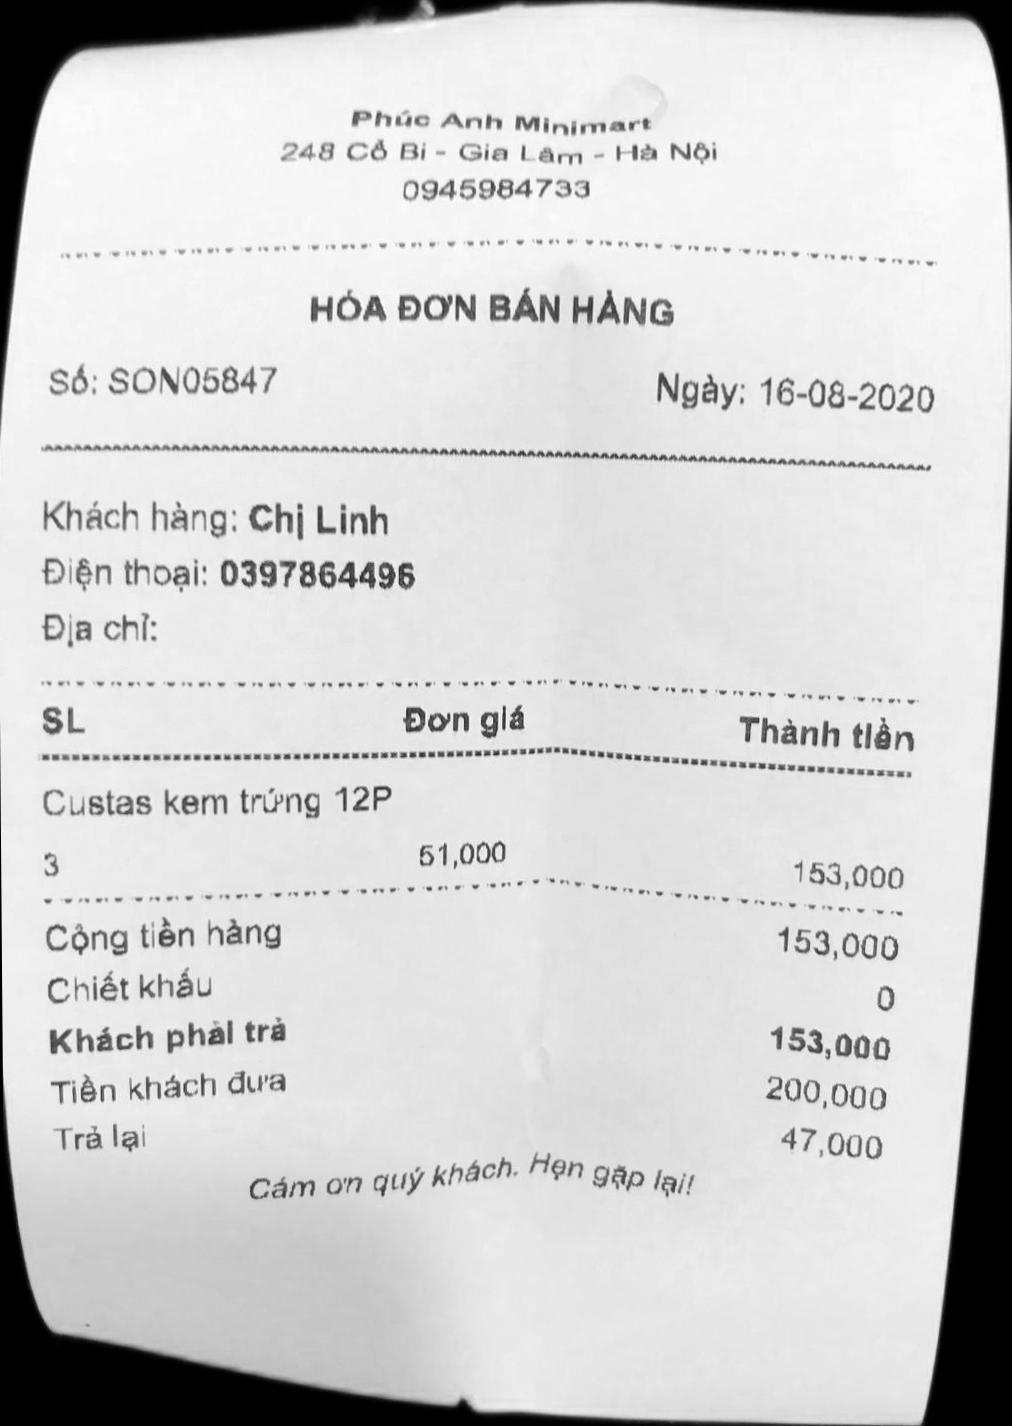 Phúc Anh Minimart
248 Cổ Bi - Gia Lâm - Hà Nội
0945984733
HÓA ĐƠN BÁN HÀNG
Số: SON05847 Ngày: 16-08-2020
Khách hàng: Chị Linh
Điện thoại: 0397864496
Địa chỉ:
SL Đơn giá Thành tiền
Custas kem trứng 12P
3 51,000 153,000
Cộng tiền hàng 153,000
Chiết khấu 0
Khách phải trả 153,000
Tiền khách đưa 200,000
Trả lại 47,000
Cám ơn quý khách. Hẹn gặp lại!